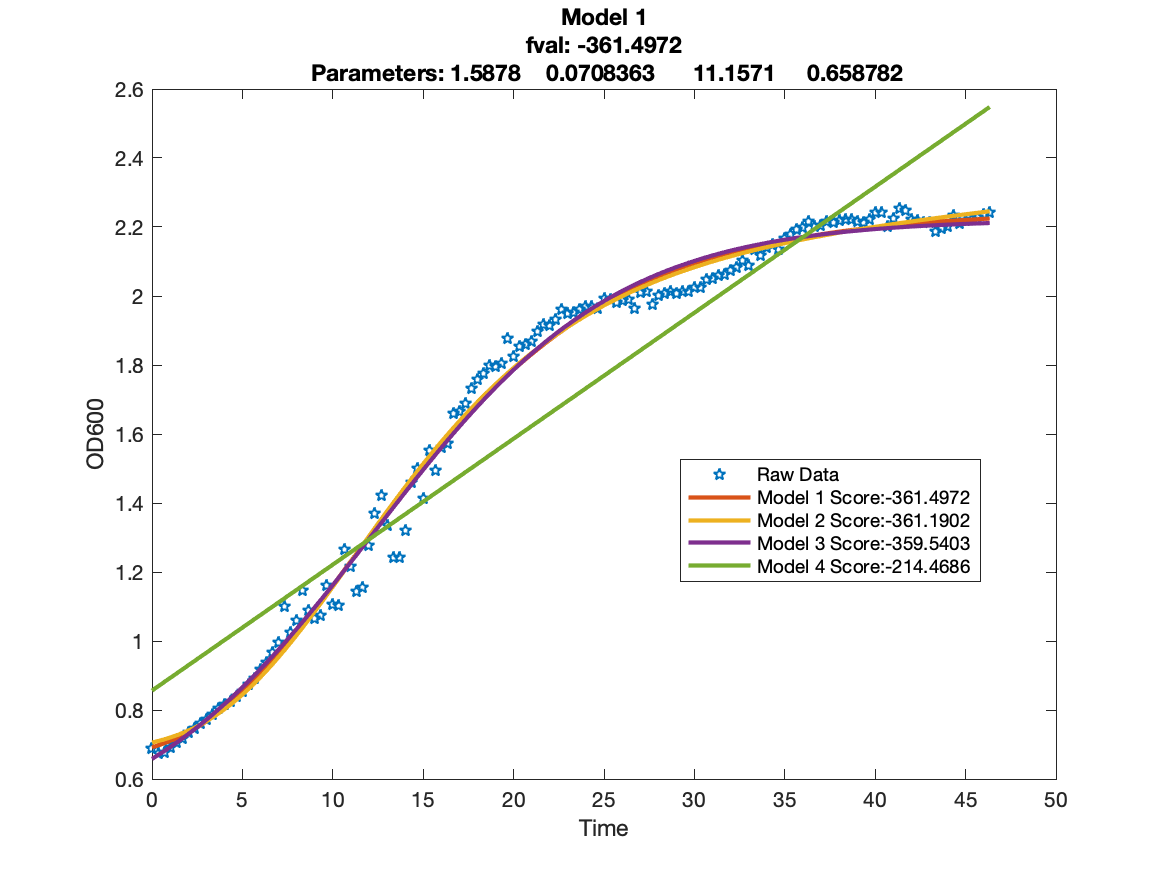 Model 1
fval: -361.4972
Parameters: 1.5878 0.0708363 11.1571 0.658782
2.6
2.4
2.2
2
1.8
1.6
1.4
1.2
1
0.8
0.6
OD600
Raw Data
Model 1 Score:-361.4972
Model 2 Score:-361.1902
Model 3 Score:-359.5403
Model 4 Score:-214.4686
0 5 10 15 20 25 30 35 40 45 50
Time